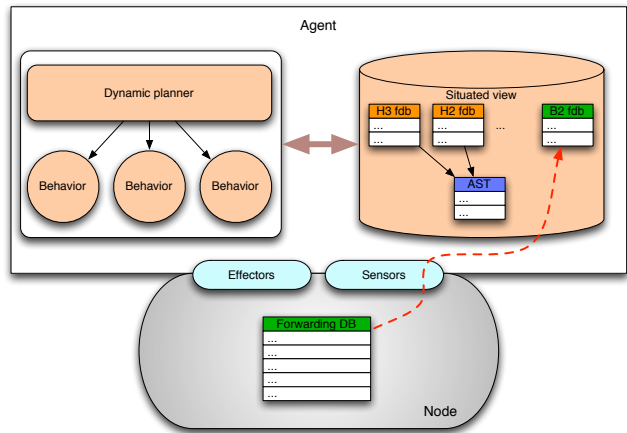 Agent
Dynamic planner
Behavior
Behavior
Behavior
Situated view
H3 fdb
...
...
H2 fdb
...
...
...
B2 fdb
...
...
AST
...
...
Effectors
Sensors
Forwarding DB
...
...
...
...
...
Node